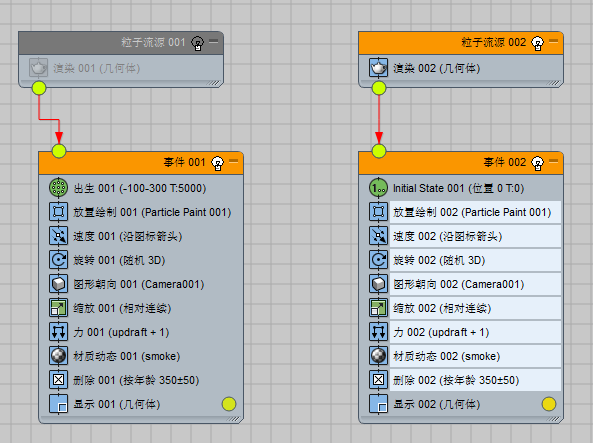 粒子流源 001
渲染 001 (几何体)
事件 001
出生 001 (-100-300 T:5000)
放置绘制 001 (Particle Paint 001)
速度 001 (沿图标箭头)
旋转 001 (随机 3D)
图形朝向 001 (Camera001)
缩放 001 (相对连续)
力 001 (updraft + 1)
材质动态 001 (smoke)
删除 001 (按年龄 350±50)
显示 001 (几何体)
粒子流源 002
渲染 002 (几何体)
事件 002
1... Initial State 001 (位置 0 T:0)
放置绘制 002 (Particle Paint 001)
速度 002 (沿图标箭头)
旋转 002 (随机 3D)
图形朝向 002 (Camera001)
缩放 002 (相对连续)
力 002 (updraft + 1)
材质动态 002 (smoke)
删除 002 (按年龄 350±50)
显示 002 (几何体)